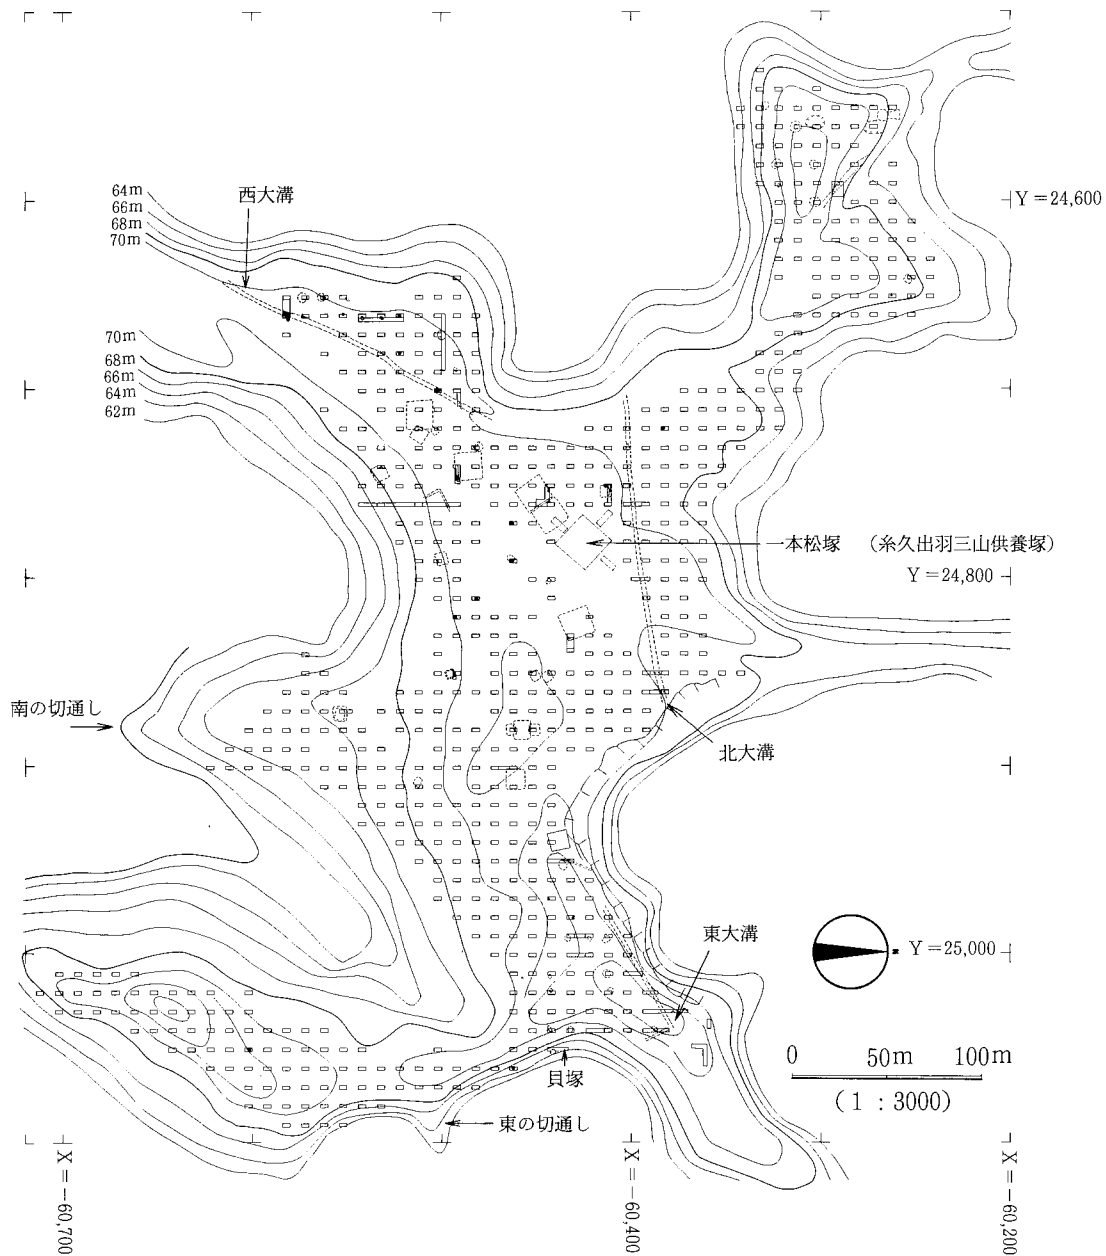 64m
66m
68m
70m
西大溝
Y＝24,600
70m
68m
66m
64m
62m
一本松塚 （糸久出羽三山供養塚）
Y＝24,800
南の切通し
北大溝
東大溝
Y＝25,000
0 50m 100m
（1：3000）
貝塚
東の切通し
X＝−60,700
X＝−60,400
X＝−60,200